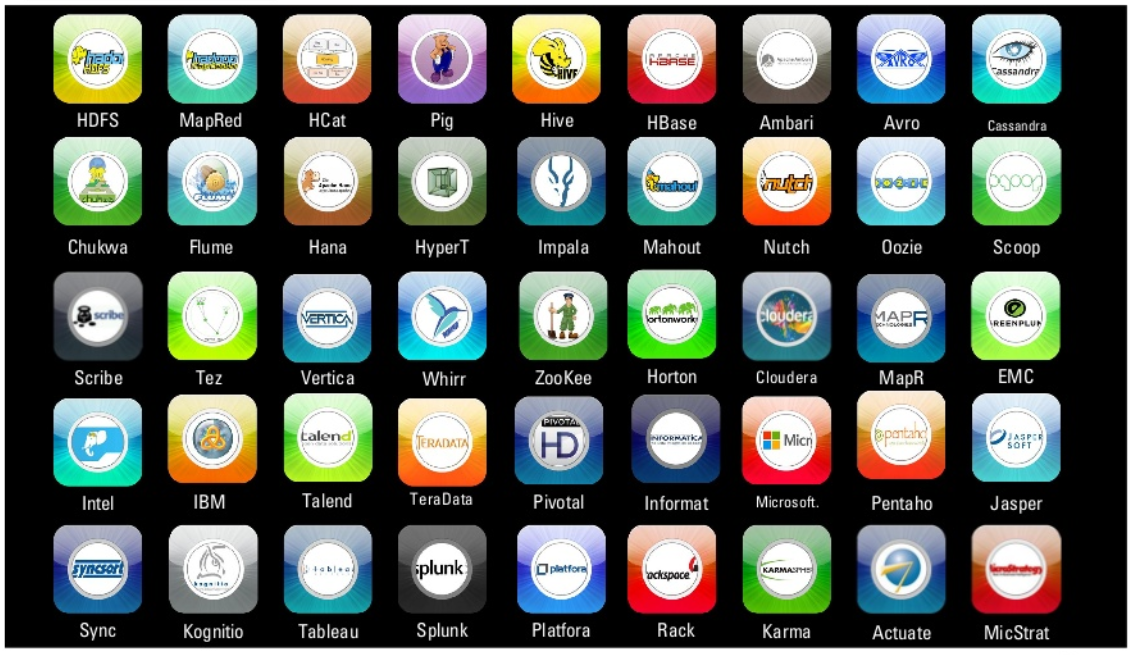 HDFS MapRed HCat Pig Hive HBase Ambari Avro Cassandra
Chukwa Flume Hana HyperT Impala Mahout Nutch Oozie Scoop
Scribe Tez Vertica Whirr ZooKee Horton Cloudera MapR EMC
Intel IBM Talend TeraData Pivotal Informat Microsoft. Pentaho Jasper
Sync Kognitio Tableau Splunk Platfora Rack Karma Actuate MicStrat